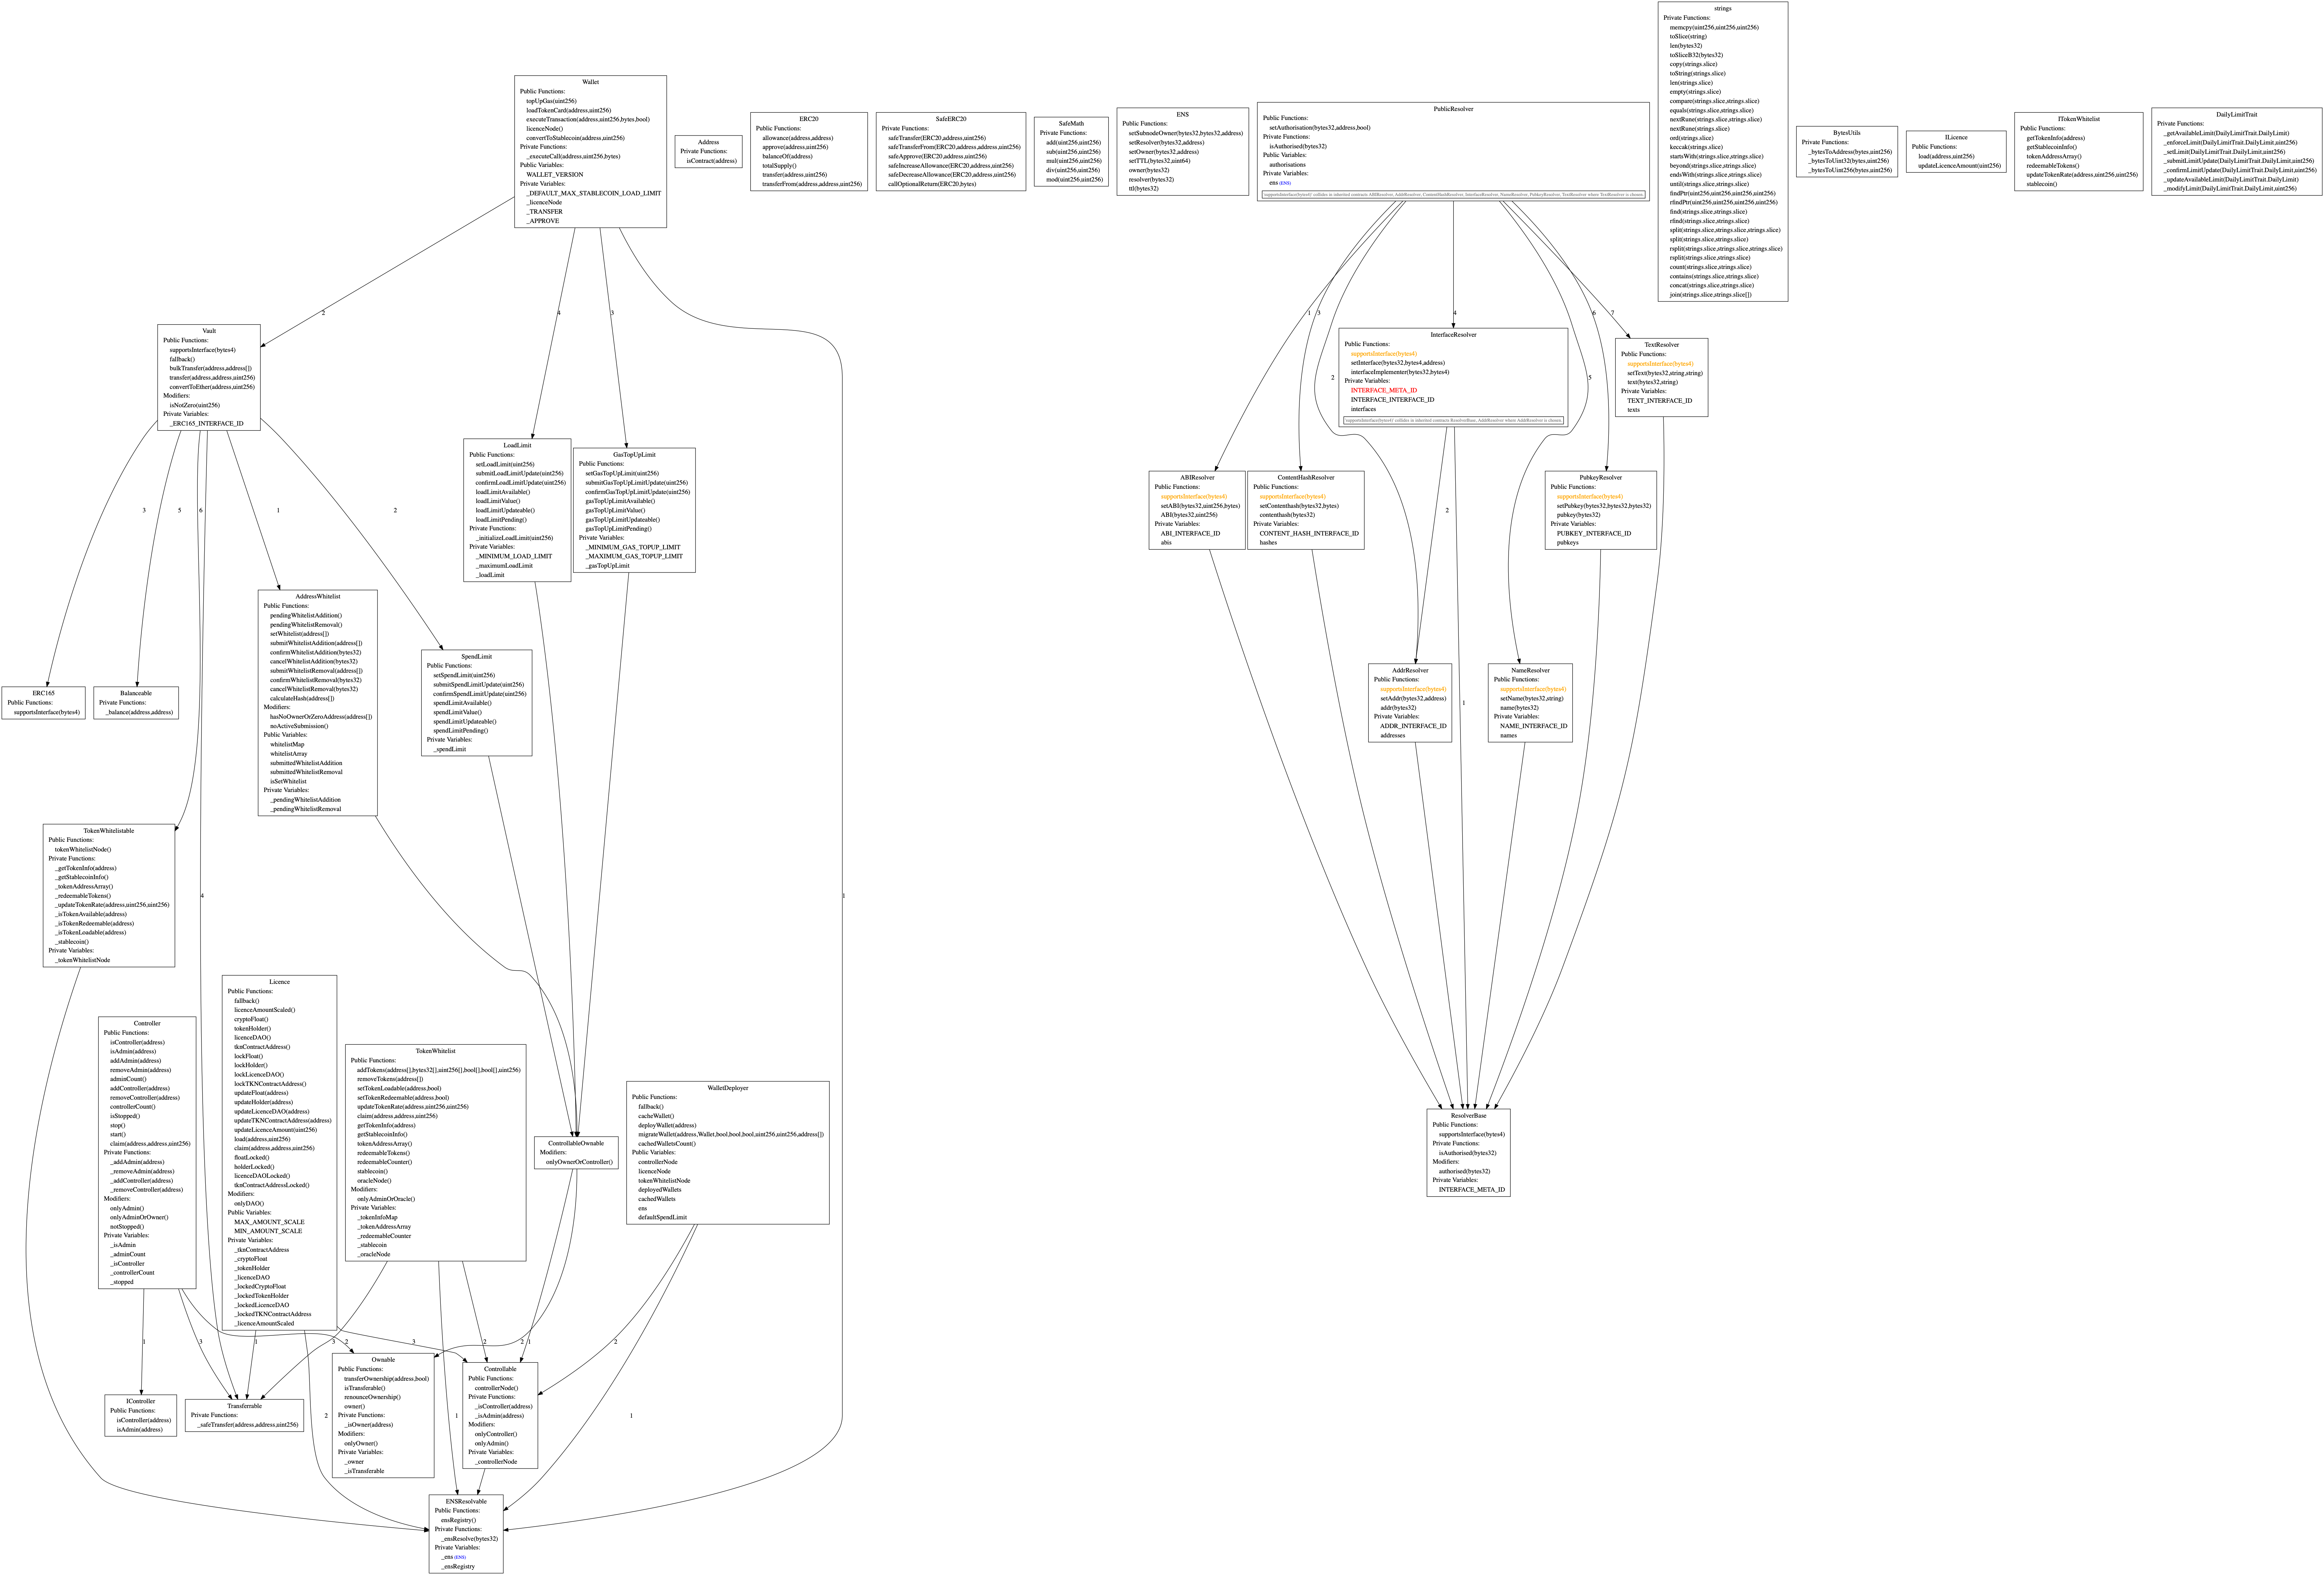 strings
Private Functions:
memcpy(uint256,uint256,uint256)
toSlice(string)
len(bytes32)
toSliceB32(bytes32)
copy(strings.slice)
toString(strings.slice)
len(strings.slice)
empty(strings.slice)
compare(strings.slice,strings.slice)
equals(strings.slice,strings.slice)
nextRune(strings.slice,strings.slice)
nextRune(strings.slice)
ord(strings.slice)
keccak(strings.slice)
startsWith(strings.slice,strings.slice)
beyond(strings.slice,strings.slice)
endsWith(strings.slice,strings.slice)
until(strings.slice,strings.slice)
findPtr(uint256,uint256,uint256,uint256)
rfindPtr(uint256,uint256,uint256,uint256)
find(strings.slice,strings.slice)
rfind(strings.slice,strings.slice)
split(strings.slice,strings.slice,strings.slice)
split(strings.slice,strings.slice)
rsplit(strings.slice,strings.slice,strings.slice)
rsplit(strings.slice,strings.slice)
count(strings.slice,strings.slice)
contains(strings.slice,strings.slice)
concat(strings.slice,strings.slice)
join(strings.slice,strings.slice[])
Wallet
Public Functions:
topUpGas(uint256)
loadTokenCard(address,uint256)
executeTransaction(address,uint256,bytes,bool)
licenceNode()
convertToStablecoin(address,uint256)
Private Functions:
_executeCall(address,uint256,bytes)
Public Variables:
WALLET_VERSION
Private Variables:
_DEFAULT_MAX_STABLECOIN_LOAD_LIMIT
_licenceNode
_TRANSFER
_APPROVE
Address
Private Functions:
isContract(address)
ERC20
Public Functions:
allowance(address,address)
approve(address,uint256)
balanceOf(address)
totalSupply()
transfer(address,uint256)
transferFrom(address,address,uint256)
SafeERC20
Private Functions:
safeTransfer(ERC20,address,uint256)
safeTransferFrom(ERC20,address,address,uint256)
safeApprove(ERC20,address,uint256)
safeIncreaseAllowance(ERC20,address,uint256)
safeDecreaseAllowance(ERC20,address,uint256)
callOptionalReturn(ERC20,bytes)
SafeMath
Private Functions:
add(uint256,uint256)
sub(uint256,uint256)
mul(uint256,uint256)
div(uint256,uint256)
mod(uint256,uint256)
ENS
Public Functions:
setSubnodeOwner(bytes32,bytes32,address)
setResolver(bytes32,address)
setOwner(bytes32,address)
setTTL(bytes32,uint64)
owner(bytes32)
resolver(bytes32)
ttl(bytes32)
PublicResolver
Public Functions:
setAuthorisation(bytes32,address,bool)
Private Functions:
isAuthorised(bytes32)
Public Variables:
authorisations
Private Variables:
ens (ENS)
'supportsInterface(bytes4)' collides in inherited contracts ABIResolver, AddrResolver, ContentHashResolver, InterfaceResolver, NameResolver, PubkeyResolver, TextResolver where TextResolver is chosen.
BytesUtils
Private Functions:
_bytesToAddress(bytes,uint256)
_bytesToUint32(bytes,uint256)
_bytesToUint256(bytes,uint256)
ILicence
Public Functions:
load(address,uint256)
updateLicenceAmount(uint256)
ITokenWhitelist
Public Functions:
getTokenInfo(address)
getStablecoinInfo()
tokenAddressArray()
redeemableTokens()
updateTokenRate(address,uint256,uint256)
stablecoin()
DailyLimitTrait
Private Functions:
_getAvailableLimit(DailyLimitTrait.DailyLimit)
_enforceLimit(DailyLimitTrait.DailyLimit,uint256)
_setLimit(DailyLimitTrait.DailyLimit,uint256)
_submitLimitUpdate(DailyLimitTrait.DailyLimit,uint256)
_confirmLimitUpdate(DailyLimitTrait.DailyLimit,uint256)
_updateAvailableLimit(DailyLimitTrait.DailyLimit)
_modifyLimit(DailyLimitTrait.DailyLimit,uint256)
2
4
3
1
3
4
6
7
Vault
Public Functions:
supportsInterface(bytes4)
fallback()
bulkTransfer(address,address[])
transfer(address,address,uint256)
convertToEther(address,uint256)
Modifiers:
isNotZero(uint256)
Private Variables:
_ERC165_INTERFACE_ID
InterfaceResolver
Public Functions:
supportsInterface(bytes4)
setInterface(bytes32,bytes4,address)
interfaceImplementer(bytes32,bytes4)
Private Variables:
INTERFACE_META_ID
INTERFACE_INTERFACE_ID
interfaces
'supportsInterface(bytes4)' collides in inherited contracts ResolverBase, AddrResolver where AddrResolver is chosen.
TextResolver
Public Functions:
supportsInterface(bytes4)
setText(bytes32,string,string)
text(bytes32,string)
Private Variables:
TEXT_INTERFACE_ID
texts
2
5
LoadLimit
Public Functions:
setLoadLimit(uint256)
submitLoadLimitUpdate(uint256)
confirmLoadLimitUpdate(uint256)
loadLimitAvailable()
loadLimitValue()
loadLimitUpdateable()
loadLimitPending()
Private Functions:
_initializeLoadLimit(uint256)
Private Variables:
_MINIMUM_LOAD_LIMIT
_maximumLoadLimit
_loadLimit
GasTopUpLimit
Public Functions:
setGasTopUpLimit(uint256)
submitGasTopUpLimitUpdate(uint256)
confirmGasTopUpLimitUpdate(uint256)
gasTopUpLimitAvailable()
gasTopUpLimitValue()
gasTopUpLimitUpdateable()
gasTopUpLimitPending()
Private Variables:
_MINIMUM_GAS_TOPUP_LIMIT
_MAXIMUM_GAS_TOPUP_LIMIT
_gasTopUpLimit
ABIResolver
Public Functions:
supportsInterface(bytes4)
setABI(bytes32,uint256,bytes)
ABI(bytes32,uint256)
Private Variables:
ABI_INTERFACE_ID
abis
ContentHashResolver
Public Functions:
supportsInterface(bytes4)
setContenthash(bytes32,bytes)
contenthash(bytes32)
Private Variables:
CONTENT_HASH_INTERFACE_ID
hashes
PubkeyResolver
Public Functions:
supportsInterface(bytes4)
setPubkey(bytes32,bytes32,bytes32)
pubkey(bytes32)
Private Variables:
PUBKEY_INTERFACE_ID
pubkeys
3
5
6
1
2
2
AddressWhitelist
Public Functions:
pendingWhitelistAddition()
pendingWhitelistRemoval()
setWhitelist(address[])
submitWhitelistAddition(address[])
confirmWhitelistAddition(bytes32)
cancelWhitelistAddition(bytes32)
submitWhitelistRemoval(address[])
confirmWhitelistRemoval(bytes32)
cancelWhitelistRemoval(bytes32)
calculateHash(address[])
Modifiers:
hasNoOwnerOrZeroAddress(address[])
noActiveSubmission()
Public Variables:
whitelistMap
whitelistArray
submittedWhitelistAddition
submittedWhitelistRemoval
isSetWhitelist
Private Variables:
_pendingWhitelistAddition
_pendingWhitelistRemoval
SpendLimit
Public Functions:
setSpendLimit(uint256)
submitSpendLimitUpdate(uint256)
confirmSpendLimitUpdate(uint256)
spendLimitAvailable()
spendLimitValue()
spendLimitUpdateable()
spendLimitPending()
Private Variables:
_spendLimit
ERC165
Public Functions:
supportsInterface(bytes4)
Balanceable
Private Functions:
_balance(address,address)
AddrResolver
Public Functions:
supportsInterface(bytes4)
setAddr(bytes32,address)
addr(bytes32)
Private Variables:
ADDR_INTERFACE_ID
addresses
1
NameResolver
Public Functions:
supportsInterface(bytes4)
setName(bytes32,string)
name(bytes32)
Private Variables:
NAME_INTERFACE_ID
names
TokenWhitelistable
Public Functions:
tokenWhitelistNode()
Private Functions:
_getTokenInfo(address)
_getStablecoinInfo()
_tokenAddressArray()
_redeemableTokens()
_updateTokenRate(address,uint256,uint256)
_isTokenAvailable(address)
_isTokenRedeemable(address)
_isTokenLoadable(address)
_stablecoin()
Private Variables:
_tokenWhitelistNode
4
1
Licence
Public Functions:
fallback()
licenceAmountScaled()
cryptoFloat()
tokenHolder()
licenceDAO()
tknContractAddress()
lockFloat()
lockHolder()
lockLicenceDAO()
lockTKNContractAddress()
updateFloat(address)
updateHolder(address)
updateLicenceDAO(address)
updateTKNContractAddress(address)
updateLicenceAmount(uint256)
load(address,uint256)
claim(address,address,uint256)
floatLocked()
holderLocked()
licenceDAOLocked()
tknContractAddressLocked()
Modifiers:
onlyDAO()
Public Variables:
MAX_AMOUNT_SCALE
MIN_AMOUNT_SCALE
Private Variables:
_tknContractAddress
_cryptoFloat
_tokenHolder
_licenceDAO
_lockedCryptoFloat
_lockedTokenHolder
_lockedLicenceDAO
_lockedTKNContractAddress
_licenceAmountScaled
Controller
Public Functions:
isController(address)
isAdmin(address)
addAdmin(address)
removeAdmin(address)
adminCount()
addController(address)
removeController(address)
controllerCount()
isStopped()
stop()
start()
claim(address,address,uint256)
Private Functions:
_addAdmin(address)
_removeAdmin(address)
_addController(address)
_removeController(address)
Modifiers:
onlyAdmin()
onlyAdminOrOwner()
notStopped()
Private Variables:
_isAdmin
_adminCount
_isController
_controllerCount
_stopped
TokenWhitelist
Public Functions:
addTokens(address[],bytes32[],uint256[],bool[],bool[],uint256)
removeTokens(address[])
setTokenLoadable(address,bool)
setTokenRedeemable(address,bool)
updateTokenRate(address,uint256,uint256)
claim(address,address,uint256)
getTokenInfo(address)
getStablecoinInfo()
tokenAddressArray()
redeemableTokens()
redeemableCounter()
stablecoin()
oracleNode()
Modifiers:
onlyAdminOrOracle()
Private Variables:
_tokenInfoMap
_tokenAddressArray
_redeemableCounter
_stablecoin
_oracleNode
ControllableOwnable
Modifiers:
onlyOwnerOrController()
WalletDeployer
Public Functions:
fallback()
cacheWallet()
deployWallet(address)
migrateWallet(address,Wallet,bool,bool,bool,uint256,uint256,address[])
cachedWalletsCount()
Public Variables:
controllerNode
licenceNode
tokenWhitelistNode
deployedWallets
cachedWallets
ens
defaultSpendLimit
ResolverBase
Public Functions:
supportsInterface(bytes4)
Private Functions:
isAuthorised(bytes32)
Modifiers:
authorised(bytes32)
Private Variables:
INTERFACE_META_ID
1
3
1
3
2
3
2
2
1
2
IController
Public Functions:
isController(address)
isAdmin(address)
Transferrable
Private Functions:
_safeTransfer(address,address,uint256)
Ownable
Public Functions:
transferOwnership(address,bool)
isTransferable()
renounceOwnership()
owner()
Private Functions:
_isOwner(address)
Modifiers:
onlyOwner()
Private Variables:
_owner
_isTransferable
Controllable
Public Functions:
controllerNode()
Private Functions:
_isController(address)
_isAdmin(address)
Modifiers:
onlyController()
onlyAdmin()
Private Variables:
_controllerNode
2
1
1
ENSResolvable
Public Functions:
ensRegistry()
Private Functions:
_ensResolve(bytes32)
Private Variables:
_ens (ENS)
_ensRegistry